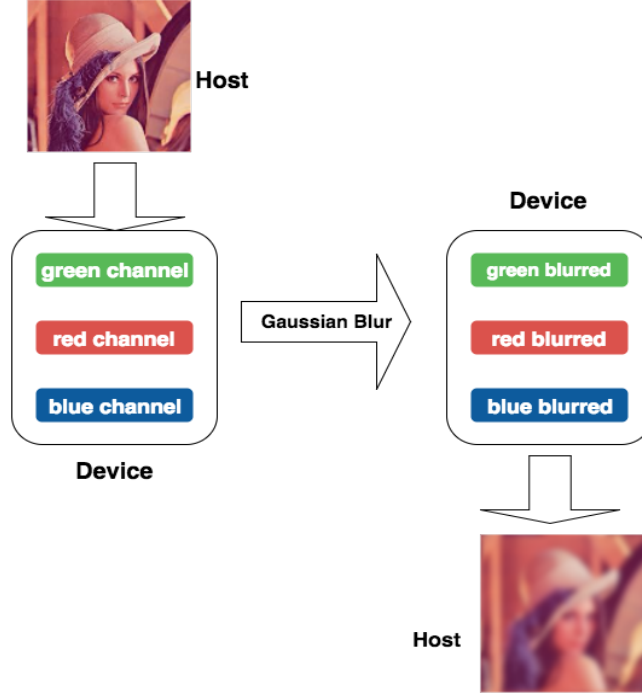 Host
Device
green channel
green blurred
Gaussian Blur
red channel
red blurred
blue channel
blue blurred
Device
Host